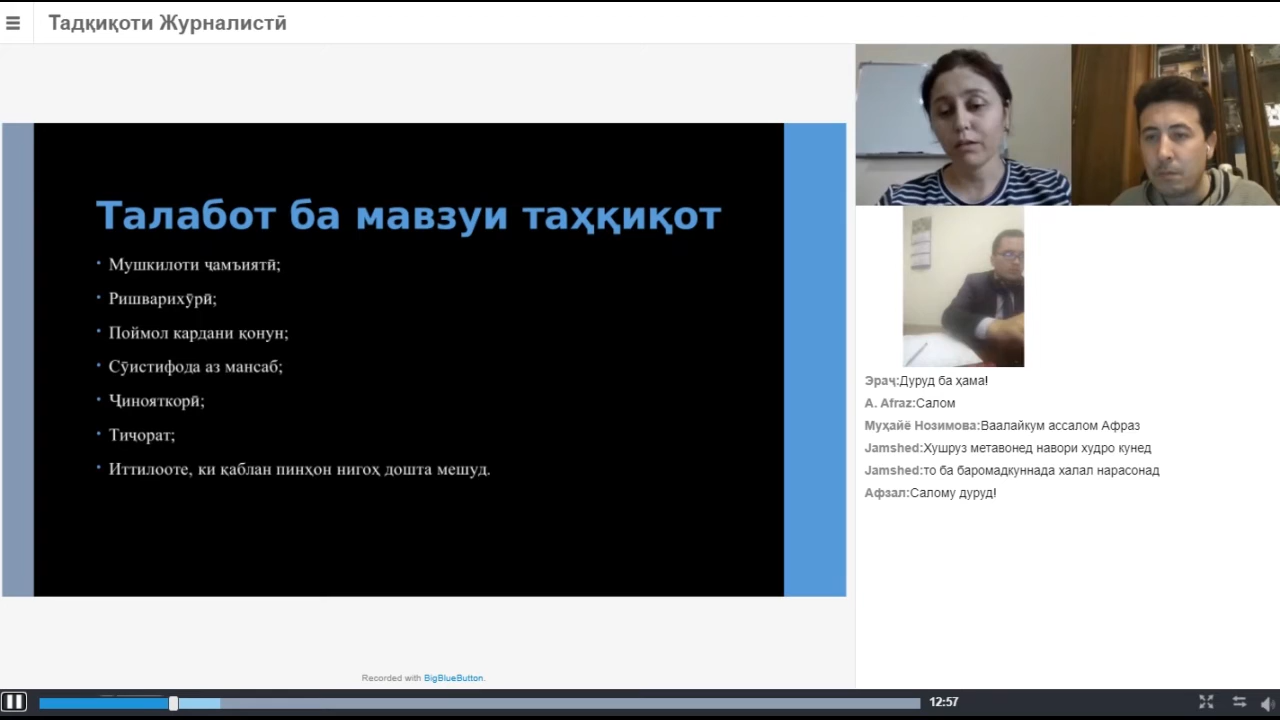 Тадқиқоти Журналистӣ
Талабот ба мавзуи таҳқиқот
• Мушкилоти ҷамъиятӣ;
• Ришварихӯрӣ;
• Поймол кардани қонун;
• Сӯистифода аз мансаб;
• Ҷинояткорӣ;
• Тиҷорат;
• Иттилооте, ки қаблан пинҳон нигоҳ дошта мешуд.
Эраҷ:Дуруд ба ҳама!
A. Afraz:Салом
Муҳайё Нозимова:Ваалайкум ассалом Афраз
Jamshed:Хушруз метавонед навори худро кунед
Jamshed:то ба баромадкуннада халал нарасонад
Афзал:Салому дуруд!
Recorded with BigBlueButton.
12:57